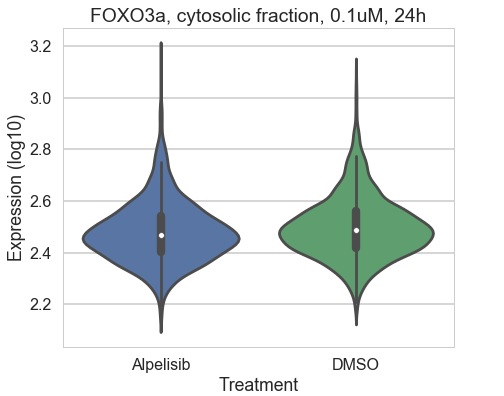 FOXO3a, cytosolic fraction, 0.1uM, 24h
3.2
3.0
2.8
2.6
2.4
2.2
Expression (log10)
Alpelisib DMSO
Treatment